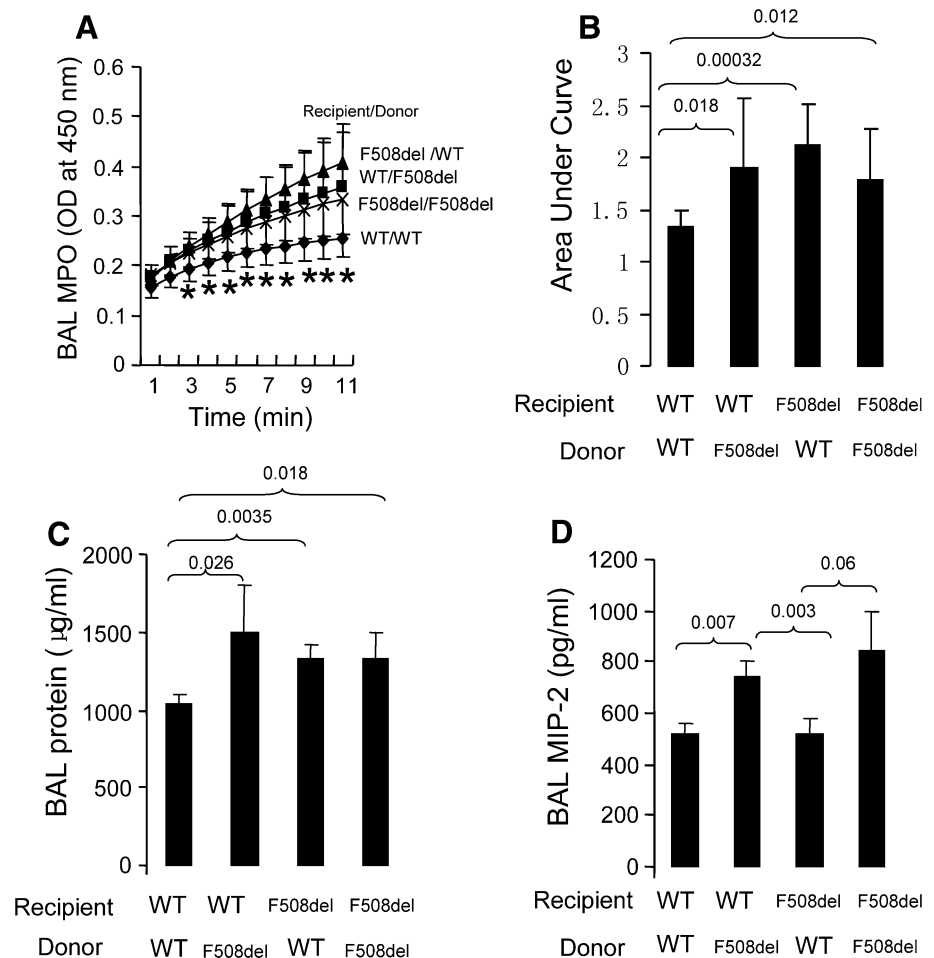 A
BAL MPO (OD at 450 nm)
0.6
0.5
0.4
0.3
0.2
0.1
0
Recipient/Donor
F508del /WT
WT/F508del
F508del/F508del
WT/WT
* * * * * * * * *
1 3 5 7 9 11
Time (min)
B
Area Under Curve
3
2.5
2
1.5
1
0.5
0
0.012
0.00032
0.018
Recipient WT WT F508del F508del
Donor WT F508del WT F508del
C
BAL protein ( µg/ml)
2000
1500
1000
500
0
0.018
0.0035
0.026
Recipient WT WT F508del F508del
Donor WT F508del WT F508del
D
BAL MIP-2 (pg/ml)
1200
1000
800
600
400
200
0
0.06
0.003
0.007
Recipient WT WT F508del F508del
Donor WT F508del WT F508del